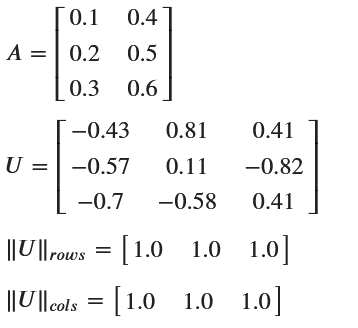 0.1 0.4
A = 0.2 0.5
0.3 0.6
−0.43 0.81 0.41
U = −0.57 0.11 −0.82
−0.7 −0.58 0.41
‖U‖rows = [1.0 1.0 1.0]
‖U‖cols = [1.0 1.0 1.0]